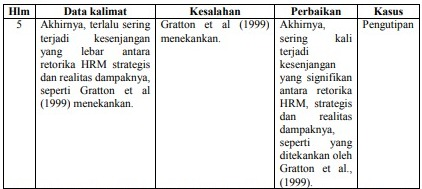 Hlm Data kalimat Kesalahan Perbaikan Kasus
5 Akhirnya, terlalu sering Gratton et al (1999) Akhirnya, Pengutipan
terjadi kesenjangan menekankan. sering kali
yang lebar antara terjadi
retorika HRM strategis kesenjangan
dan realitas dampaknya, yang signifikan
seperti Gratton et al antara retorika
(1999) menekankan. HRM, strategis
dan realitas
dampaknya,
seperti yang
ditekankan oleh
Gratton et al.,
(1999).